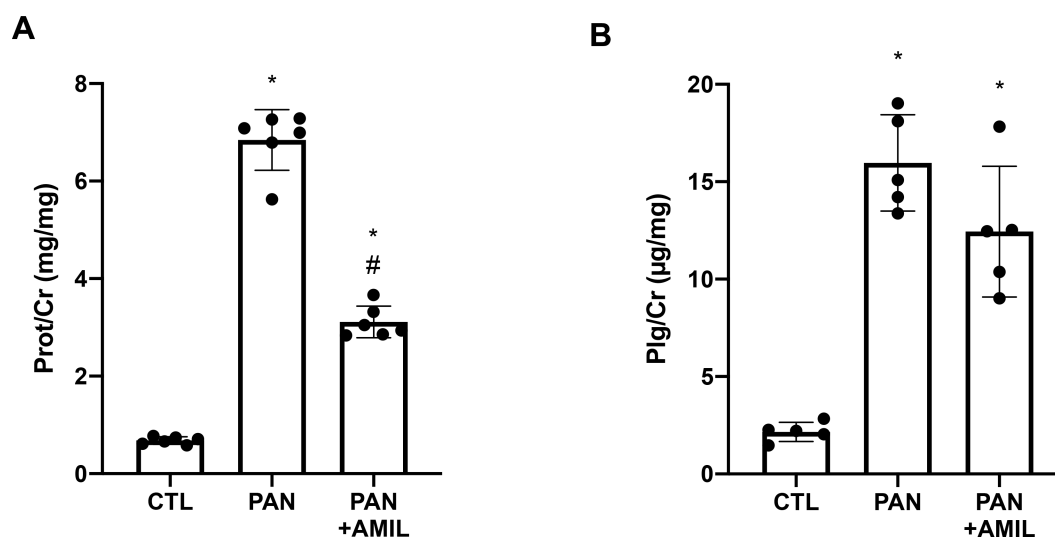 A
Prot/Cr (mg/mg)
8
6
4
2
0
*
*
#
CTL
PAN
PAN
+AMIL
B
Plg/Cr (µg/mg)
20
15
10
5
0
*
*
CTL
PAN
PAN
+AMIL